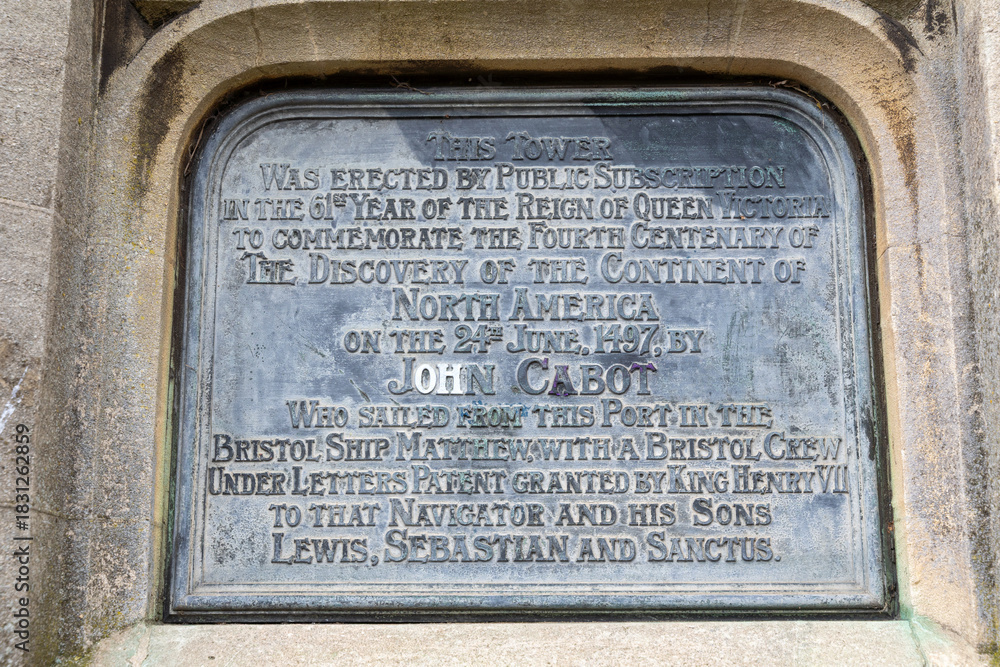 THIS TOWER
WAS ERECTED BY PUBLIC SUBSCRIPTION
IN THE 61ST YEAR OF THE REIGN OF QUEEN VICTORIA
TO COMMEMORATE THE FOURTH CENTENARY OF
THE DISCOVERY OF THE CONTINENT OF
NORTH AMERICA
ON THE 24TH JUNE, 1497, BY
JOHN CABOT
WHO SAILED FROM THIS PORT IN THE
BRISTOL SHIP MATTHEW, WITH A BRISTOL CREW
UNDER LETTERS PATENT GRANTED BY KING HENRY VII
TO THAT NAVIGATOR AND HIS SONS
LEWIS, SEBASTIAN AND SANCTUS.
Adobe Stock | #1831262859